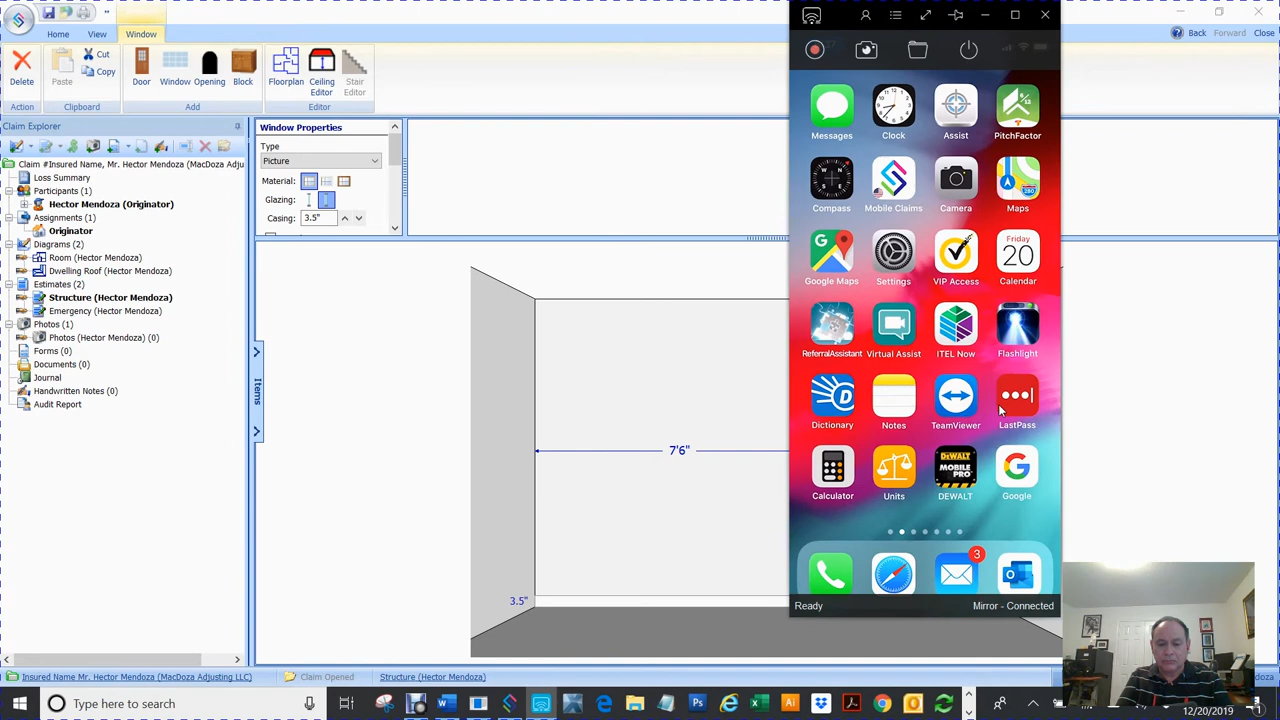 Home View Window
Back Forward Close
Delete
Paste
Cut
Copy
Door Window Opening Block
Floorplan Ceiling Editor Stair Editor
Action Clipboard Add Editor
Claim Explorer
Claim #Insured Name, Mr. Hector Mendoza (MacDoza Adju
Loss Summary
Participants (1)
Hector Mendoza (Originator)
Assignments (1)
Originator
Diagrams (2)
Room (Hector Mendoza)
Dwelling Roof (Hector Mendoza)
Estimates (2)
Structure (Hector Mendoza)
Emergency (Hector Mendoza)
Photos (1)
Photos (Hector Mendoza) (0)
Forms (0)
Documents (0)
Journal
Handwritten Notes (0)
Audit Report
Window Properties
Type
Picture
Material:
Glazing:
Casing: 3.5"
Items
7'6"
3.5"
Messages Clock Assist PitchFactor
6/12
Compass Mobile Claims Camera Maps
280
Friday
20
Google Maps Settings VIP Access Calendar
ReferralAssistant Virtual Assist ITEL Now Flashlight
Dictionary Notes TeamViewer LastPass
DEWALT
MOBILE
PRO
Calculator Units DEWALT Google
3
Ready Mirror - Connected
Insured Name Mr. Hector Mendoza (MacDoza Adjusting LLC) Claim Opened Structure (Hector Mendoza)
Type here to search
12/20/2019
1